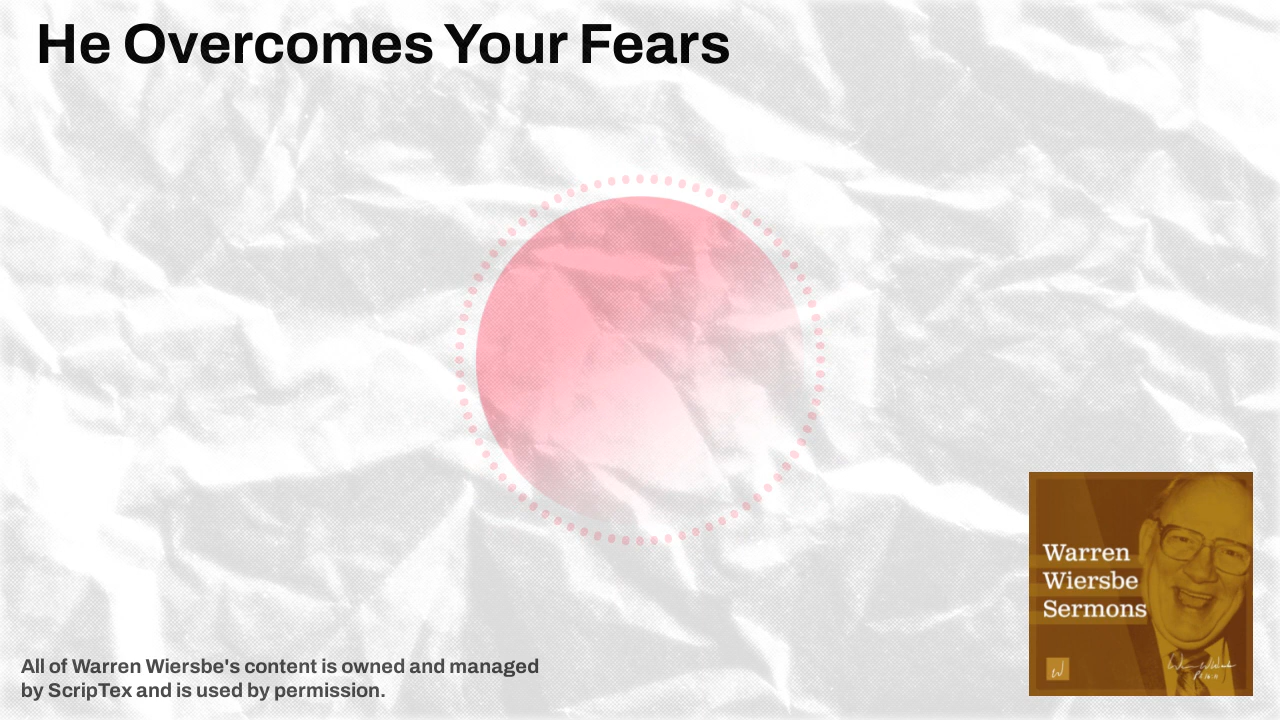 He Overcomes Your Fears
Warren
Wiersbe
Sermons
W
All of Warren Wiersbe's content is owned and managed
by ScripTex and is used by permission.